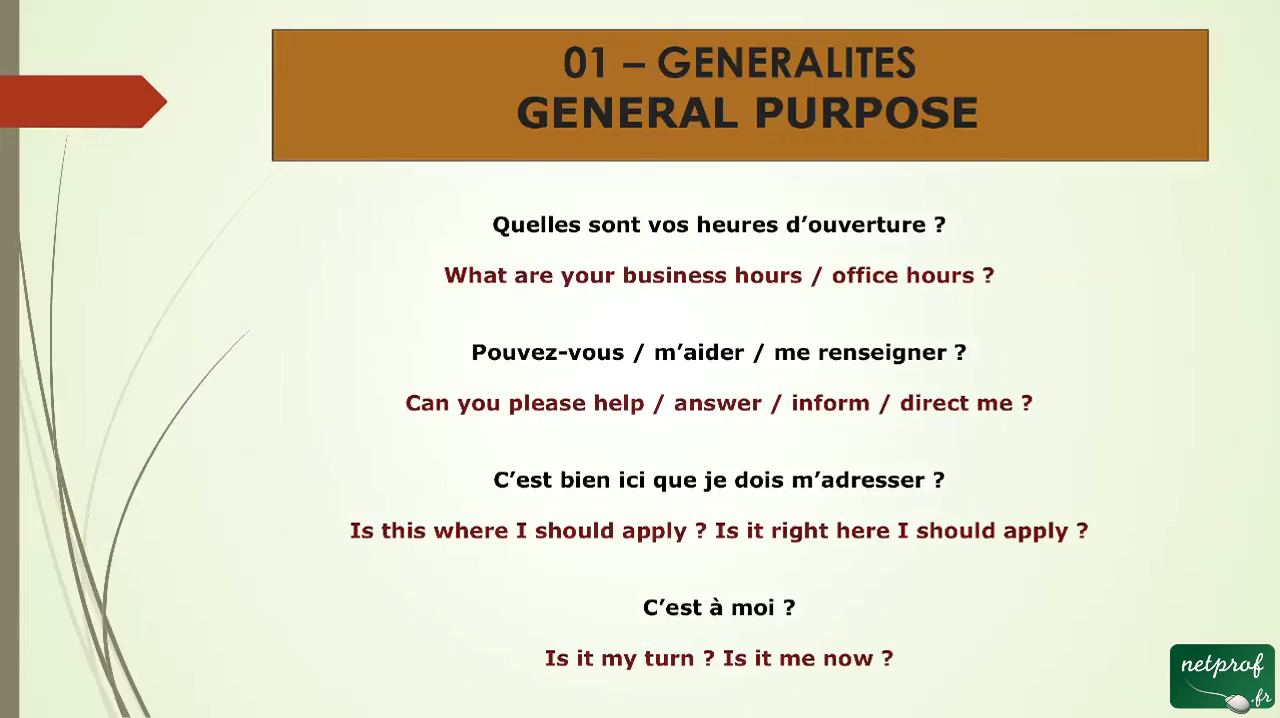 01 – GENERALITES
GENERAL PURPOSE
Quelles sont vos heures d’ouverture ?
What are your business hours / office hours ?
Pouvez-vous / m’aider / me renseigner ?
Can you please help / answer / inform / direct me ?
C’est bien ici que je dois m’adresser ?
Is this where I should apply ? Is it right here I should apply ?
C’est à moi ?
Is it my turn ? Is it me now ?
netprof
.fr